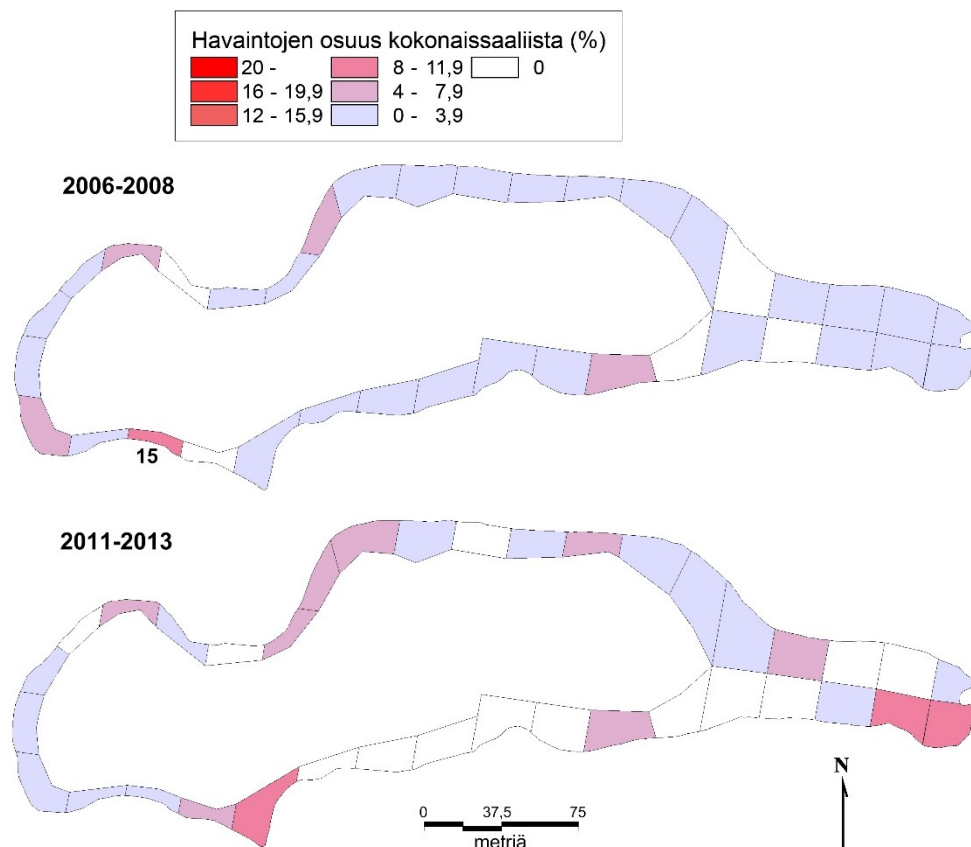 Havaintojen osuus kokonaissaaliista (%)
20 - 8 - 11,9 0
16 - 19,9 4 - 7,9
12 - 15,9 0 - 3,9
2006-2008
15
2011-2013
N
0 37,5 75
metriä